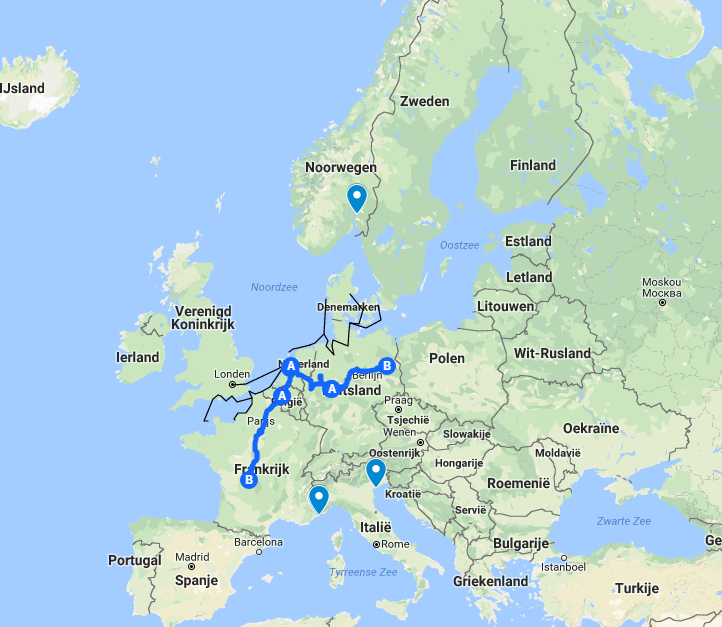 IJsland
Zweden
Noorwegen
Finland
Oostzee
Estland
Noordzee
Letland
Moskou
Москва
Denemarken
Litouwen
Verenigd
Koninkrijk
Ierland
Wit-Rusland
Londen
A
Nederland
B
Polen
Berlijn
A
Duitsland
A
België
Praag
Tsjechië
Parijs
Wenen
Slowakije
Oekraïne
Oostenrijk
Moldavië
Hongarije
Frankrijk
B
Roemenië
Kroatië
Servië
Zwarte Zee
Italië
Barcelona
Rome
Bulgarije
Ge
Portugal
Madrid
Istanboel
Spanje
Tyrreense Zee
Griekenland
Turkije